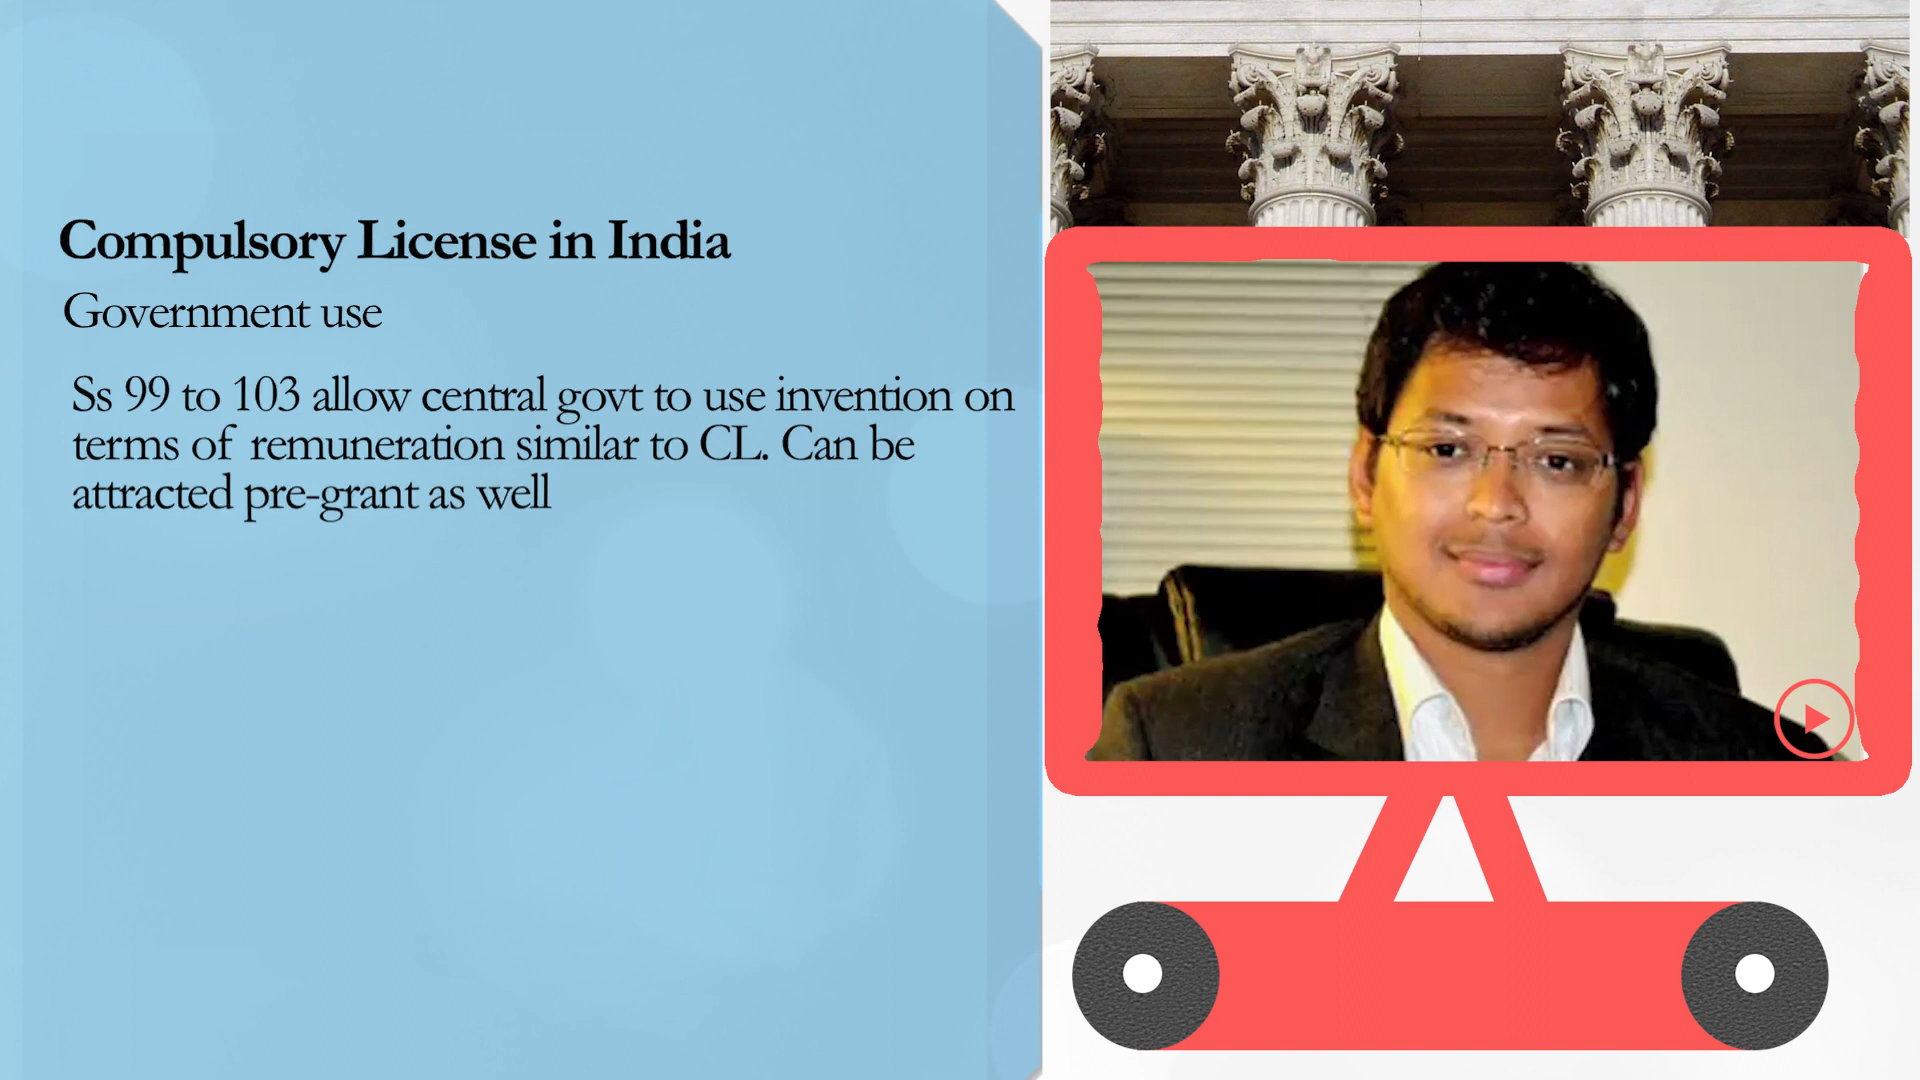 Compulsory License in India
Government use
Ss 99 to 103 allow central govt to use invention on
terms of remuneration similar to CL. Can be
attracted pre-grant as well